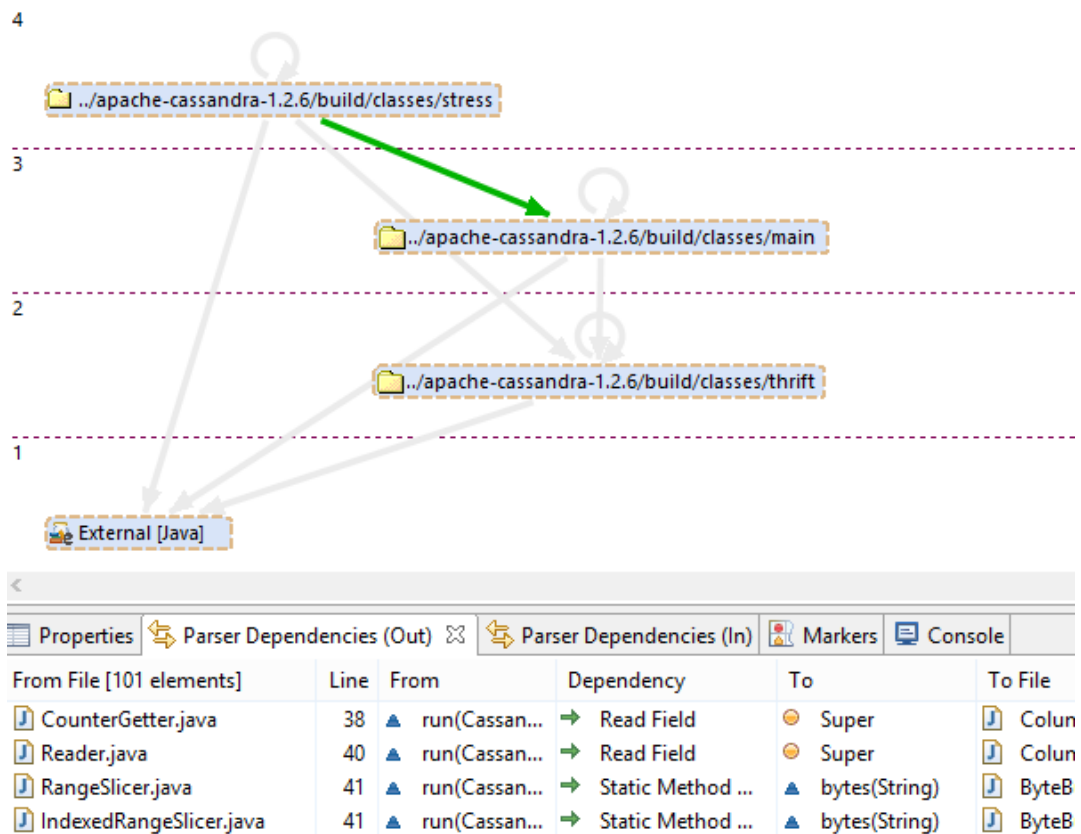 4
../apache-cassandra-1.2.6/build/classes/stress
3
../apache-cassandra-1.2.6/build/classes/main
2
../apache-cassandra-1.2.6/build/classes/thrift
1
External [Java]
Properties Parser Dependencies (Out) Parser Dependencies (In) Markers Console
From File [101 elements] Line From Dependency To To File
CounterGetter.java 38 run(Cassan... Read Field Super Colun
Reader.java 40 run(Cassan... Read Field Super Colun
RangeSlicer.java 41 run(Cassan... Static Method ... bytes(String) ByteB
IndexedRangeSlicer.java 41 run(Cassan... Static Method ... bytes(String) ByteB